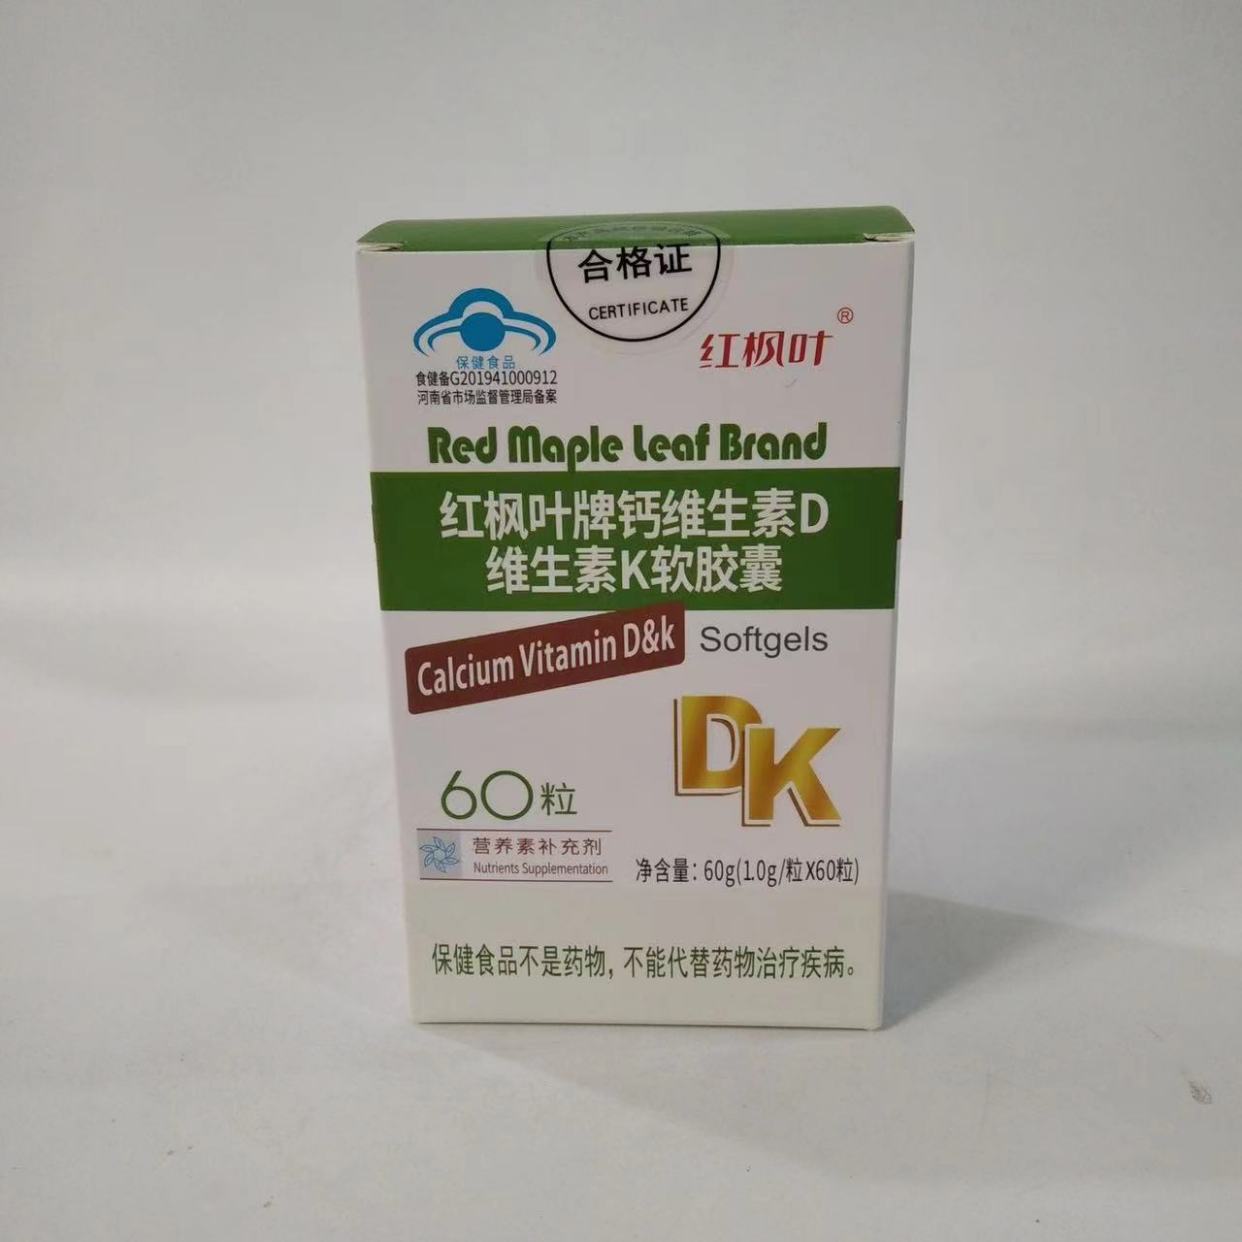 合格证
CERTIFICATE
保健食品
食健备G201941000912
河南省市场监督管理局备案
红枫叶®
Red Maple Leaf Brand
红枫叶牌钙维生素D
维生素K软胶囊
Calcium Vitamin D&k
Softgels
DK
60粒
营养素补充剂
Nutrients Supplementation
净含量：60g(1.0g/粒X60粒)
保健食品不是药物，不能代替药物治疗疾病。